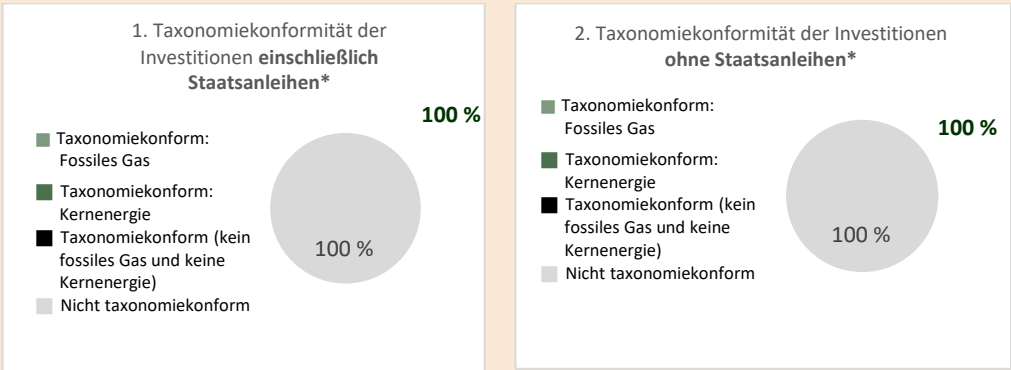 1. Taxonomiekonformität der
Investitionen einschließlich
Staatsanleihen*
100 %
Taxonomiekonform:
Fossiles Gas
Taxonomiekonform:
Kernenergie
Taxonomiekonform (kein
fossiles Gas und keine
Kernenergie)
Nicht taxonomiekonform
100 %
2. Taxonomiekonformität der Investitionen
ohne Staatsanleihen*
100 %
Taxonomiekonform:
Fossiles Gas
Taxonomiekonform:
Kernenergie
Taxonomiekonform (kein
fossiles Gas und keine
Kernenergie)
Nicht taxonomiekonform
100 %